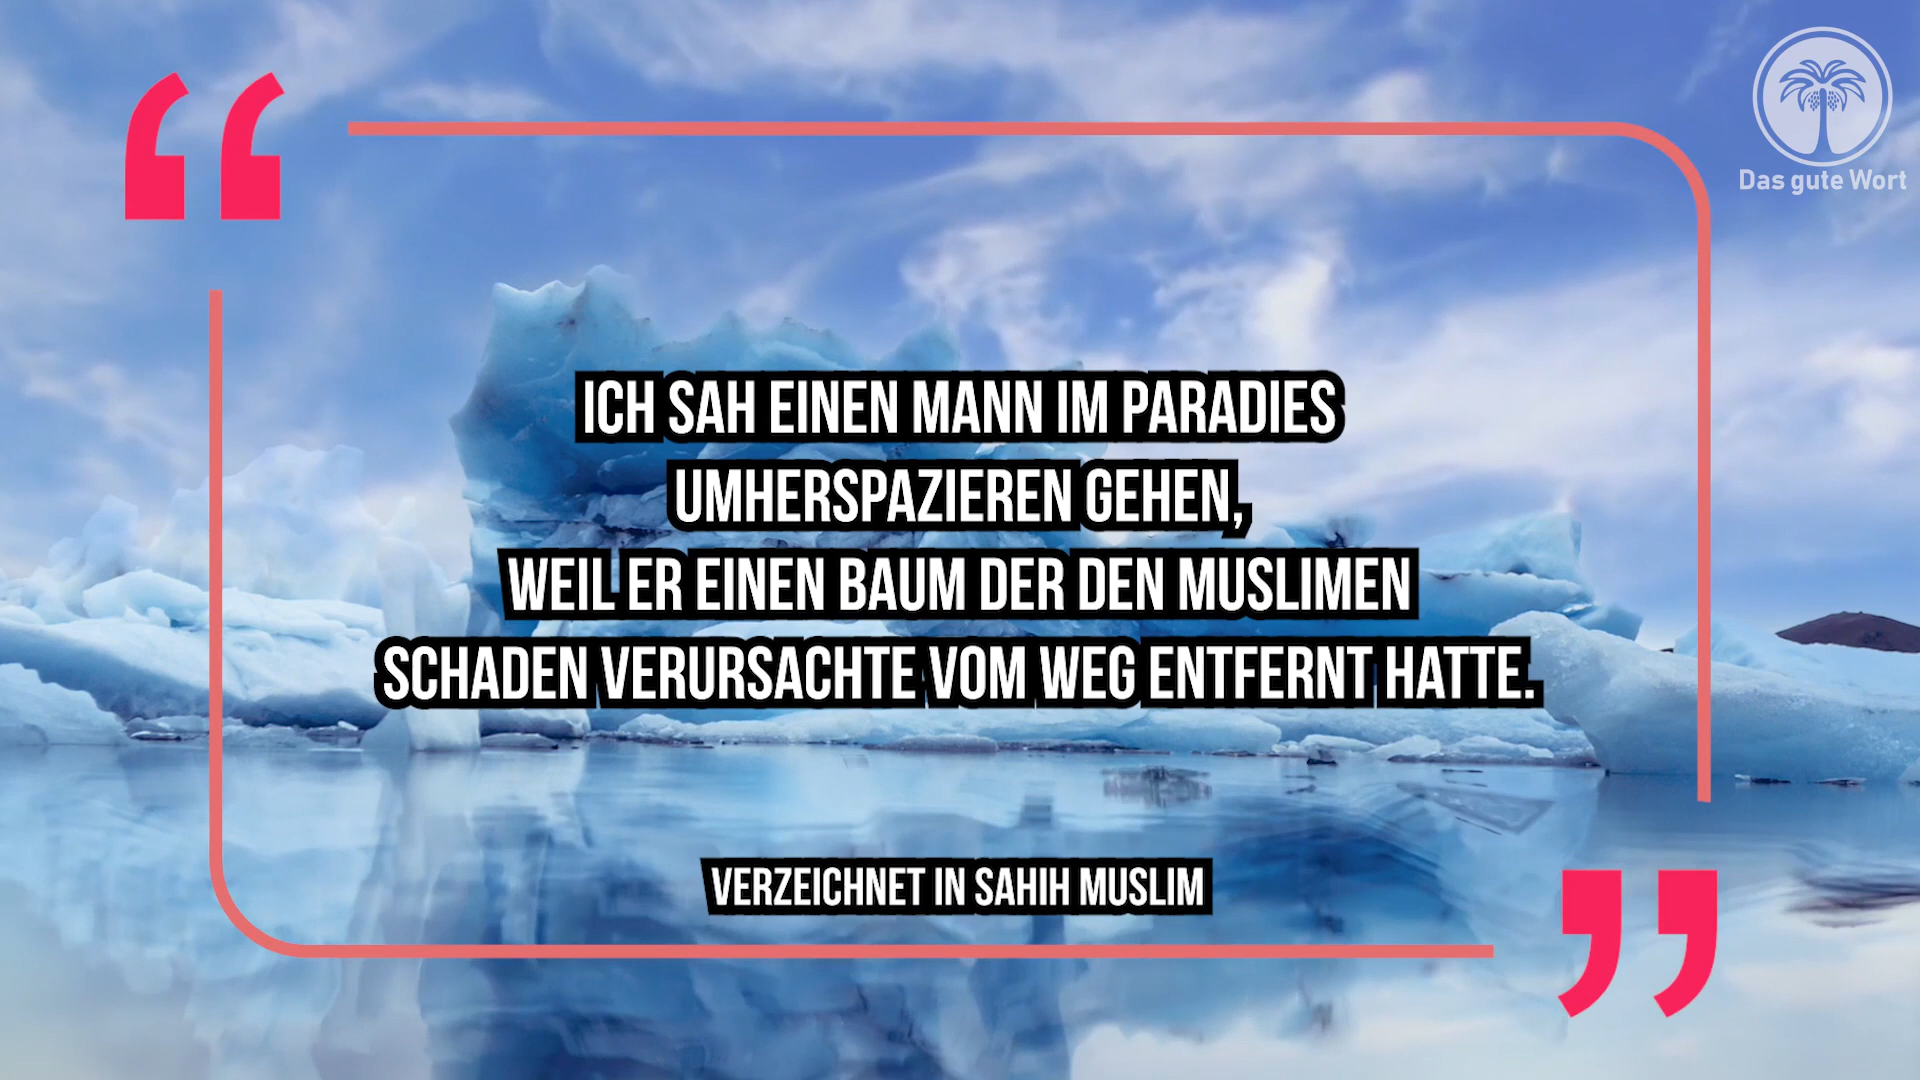 Das gute Wort
ICH SAH EINEN MANN IM PARADIES
UMHERSPAZIEREN GEHEN,
WEIL ER EINEN BAUM DER DEN MUSLIMEN
SCHADEN VERURSACHTE VOM WEG ENTFERNT HATTE.
VERZEICHNET IN SAHIH MUSLIM